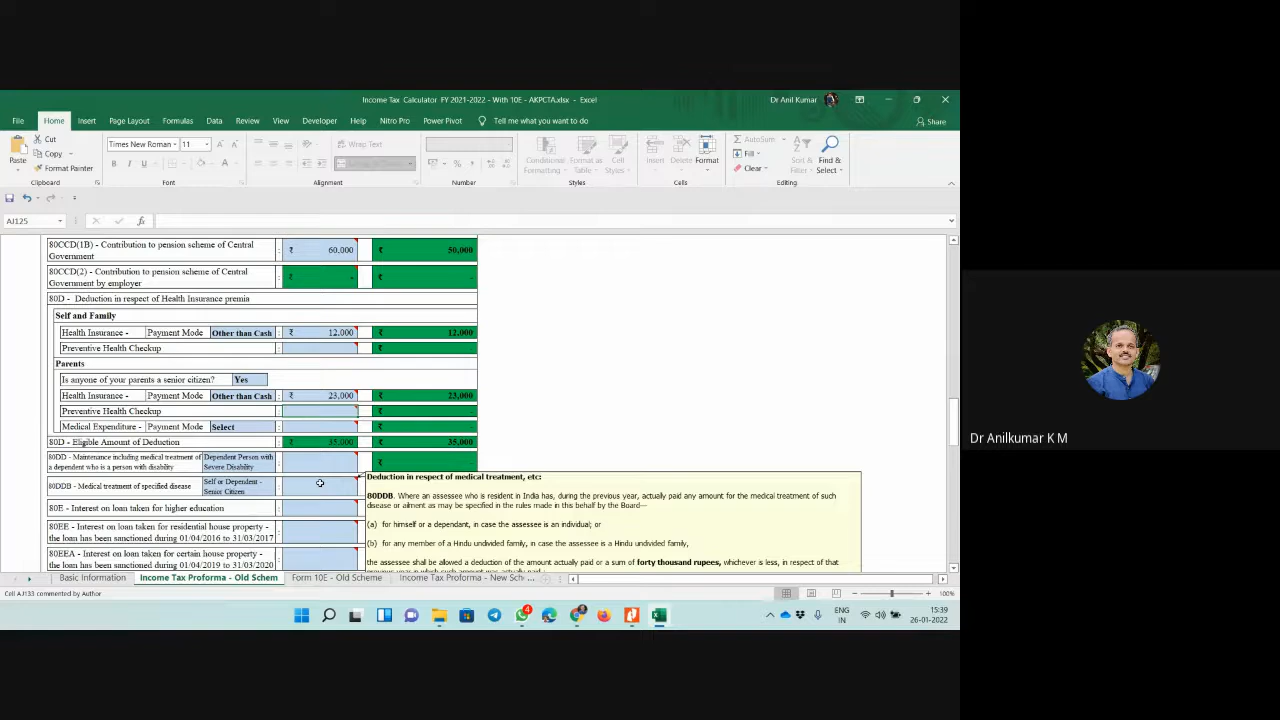 Income Tax Calculator FY 2021-2022 - With 10E - AKPCTA.xlsx - Excel
Dr Anil Kumar
File Home Insert Page Layout Formulas Data Review View Developer Help Nitro Pro Power Pivot Tell me what you want to do
Share
Paste
Cut
Copy
Format Painter
Clipboard
Times New Roman 11
B I U
Font
Wrap Text
Alignment
Number
Conditional Formatting
Format as Table
Cell Styles
Styles
Insert Delete Format
Cells
AutoSum
Fill
Clear
Sort & Filter
Find & Select
Editing
AJ125
fx
80CCD(1B) - Contribution to pension scheme of Central Government : ₹ 60,000 ₹ 50,000
80CCD(2) - Contribution to pension scheme of Central Government by employer : ₹ - ₹ -
80D - Deduction in respect of Health Insurance premia
Self and Family
Health Insurance - Payment Mode Other than Cash : ₹ 12,000 ₹ 12,000
Preventive Health Checkup : ₹ -
Parents
Is anyone of your parents a senior citizen? Yes
Health Insurance - Payment Mode Other than Cash : ₹ 23,000 ₹ 23,000
Preventive Health Checkup : ₹ -
Medical Expenditure - Payment Mode Select : ₹ -
80D - Eligible Amount of Deduction : ₹ 35,000 ₹ 35,000
80DD - Maintenance including medical treatment of a dependent who is a person with disability Dependent Person with Severe Disability : ₹ -
80DDB - Medical treatment of specified disease Self or Dependent - Senior Citizen :
80E - Interest on loan taken for higher education :
80EE - Interest on loan taken for residential house property - the loan has been sanctioned during 01/04/2016 to 31/03/2017 :
80EEA - Interest on loan taken for certain house property - the loan has been sanctioned during 01/04/2019 to 31/03/2020 :
Deduction in respect of medical treatment, etc:
80DDB. Where an assessee who is resident in India has, during the previous year, actually paid any amount for the medical treatment of such
disease or ailment as may be specified in the rules made in this behalf by the Board—
(a) for himself or a dependant, in case the assessee is an individual; or
(b) for any member of a Hindu undivided family, in case the assessee is a Hindu undivided family,
the assessee shall be allowed a deduction of the amount actually paid or a sum of forty thousand rupees, whichever is less, in respect of that
Basic Information Income Tax Proforma - Old Schem Form 10E - Old Scheme Income Tax Proforma - New Sch ...
Cell AJ133 commented by Author
100%
4
ENG
IN
15:39
26-01-2022
Dr Anilkumar K M